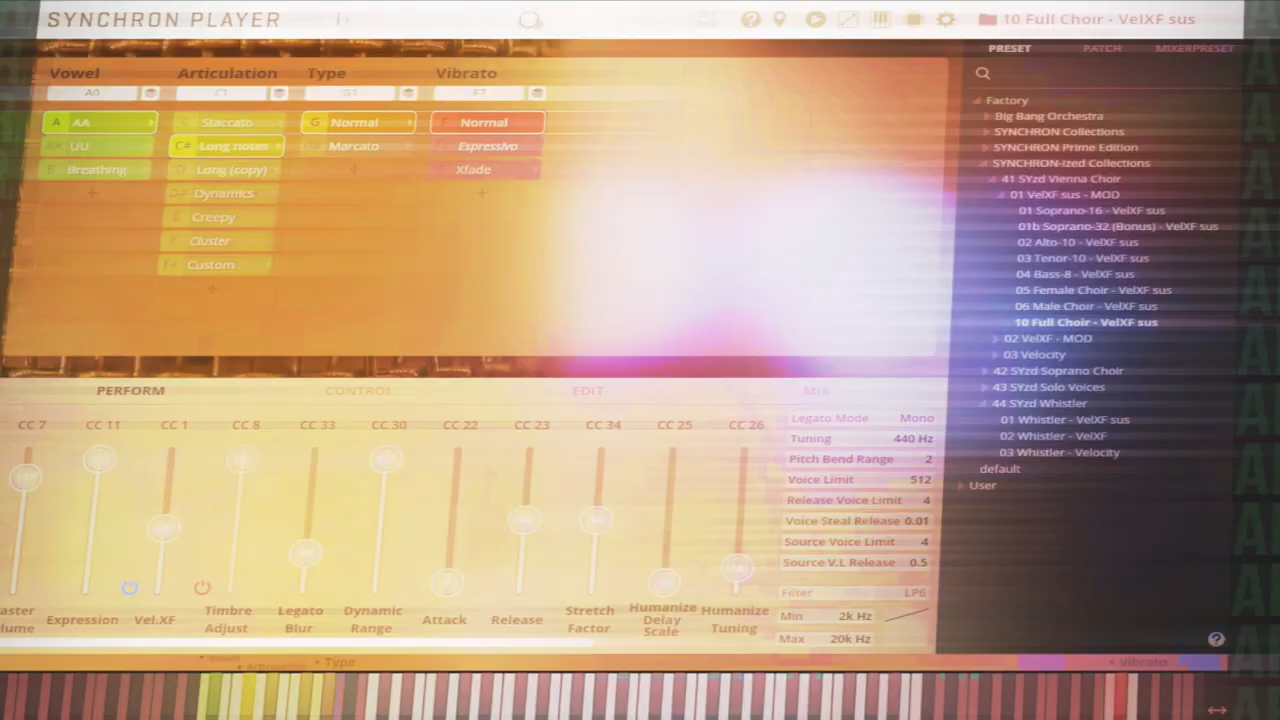 SYNCHRON PLAYER
10 Full Choir - VelXF sus
PRESET PATCH MIXERPRESET
Vowel Articulation Type Vibrato
A0 C1 G1 F7
A AA
UU
B Breathing
+
Staccato
C# Long notes
D Long (copy)
D# Dynamics
E Creepy
F Cluster
F# Custom
+
G Normal
Marcato
+
Normal
Espressivo
Xfade
+
Factory
Big Bang Orchestra
SYNCHRON Collections
SYNCHRON Prime Edition
SYNCHRON-ized Collections
41 SYzd Vienna Choir
01 VelXF sus - MOD
01 Soprano-16 - VelXF sus
01b Soprano-32 (Bonus) - VelXF sus
02 Alto-10 - VelXF sus
03 Tenor-10 - VelXF sus
04 Bass-8 - VelXF sus
05 Female Choir - VelXF sus
06 Male Choir - VelXF sus
10 Full Choir - VelXF sus
02 VelXF - MOD
03 Velocity
42 SYzd Soprano Choir
43 SYzd Solo Voices
44 SYzd Whistler
01 Whistler - VelXF sus
02 Whistler - VelXF
03 Whistler - Velocity
default
User
PERFORM CONTROL EDIT MIX
CC 7 CC 11 CC 1 CC 8 CC 33 CC 30 CC 22 CC 23 CC 34 CC 25 CC 26
aster
lume
Expression
Vel.XF
Timbre
Adjust
Legato
Blur
Dynamic
Range
Attack
Release
Stretch
Factor
Humanize
Delay
Scale
Humanize
Tuning
Legato Mode Mono
Tuning 440 Hz
Pitch Bend Range 2
Voice Limit 512
Release Voice Limit 4
Voice Steal Release 0.01
Source Voice Limit 4
Source V.L Release 0.5
Filter LP6
Min 2k Hz
Max 20k Hz
Vowel Articulation Type Vibrato